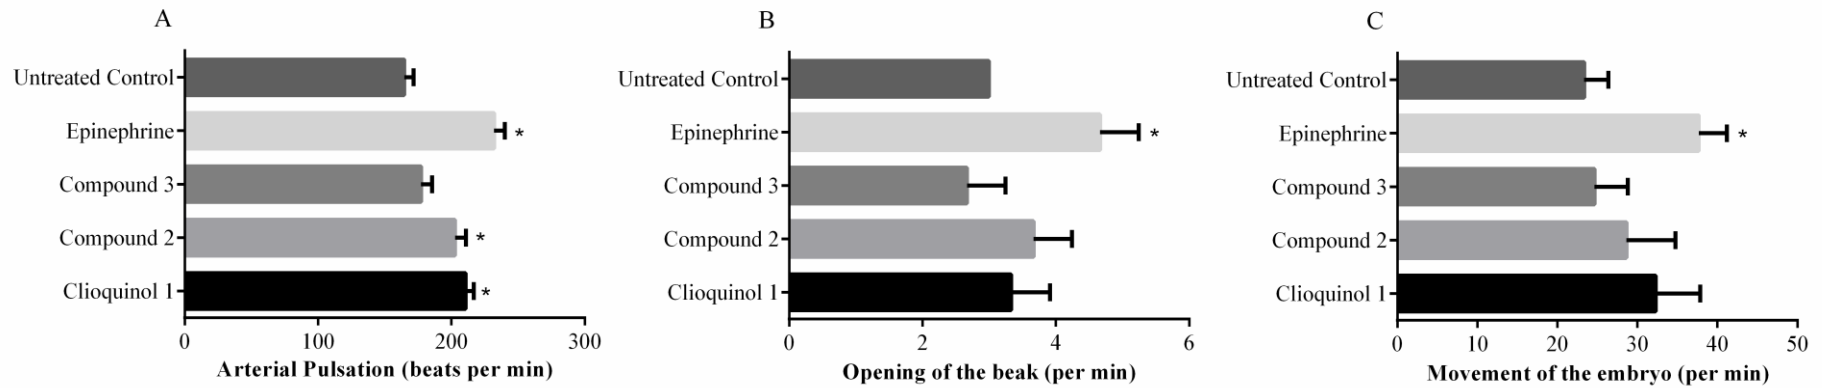 A
Untreated Control
Epinephrine
*
Compound 3
Compound 2
*
Clioquinol 1
*
0 100 200 300
Arterial Pulsation (beats per min)
B
Untreated Control
Epinephrine
*
Compound 3
Compound 2
Clioquinol 1
0 2 4 6
Opening of the beak (per min)
C
Untreated Control
Epinephrine
*
Compound 3
Compound 2
Clioquinol 1
0 10 20 30 40 50
Movement of the embryo (per min)